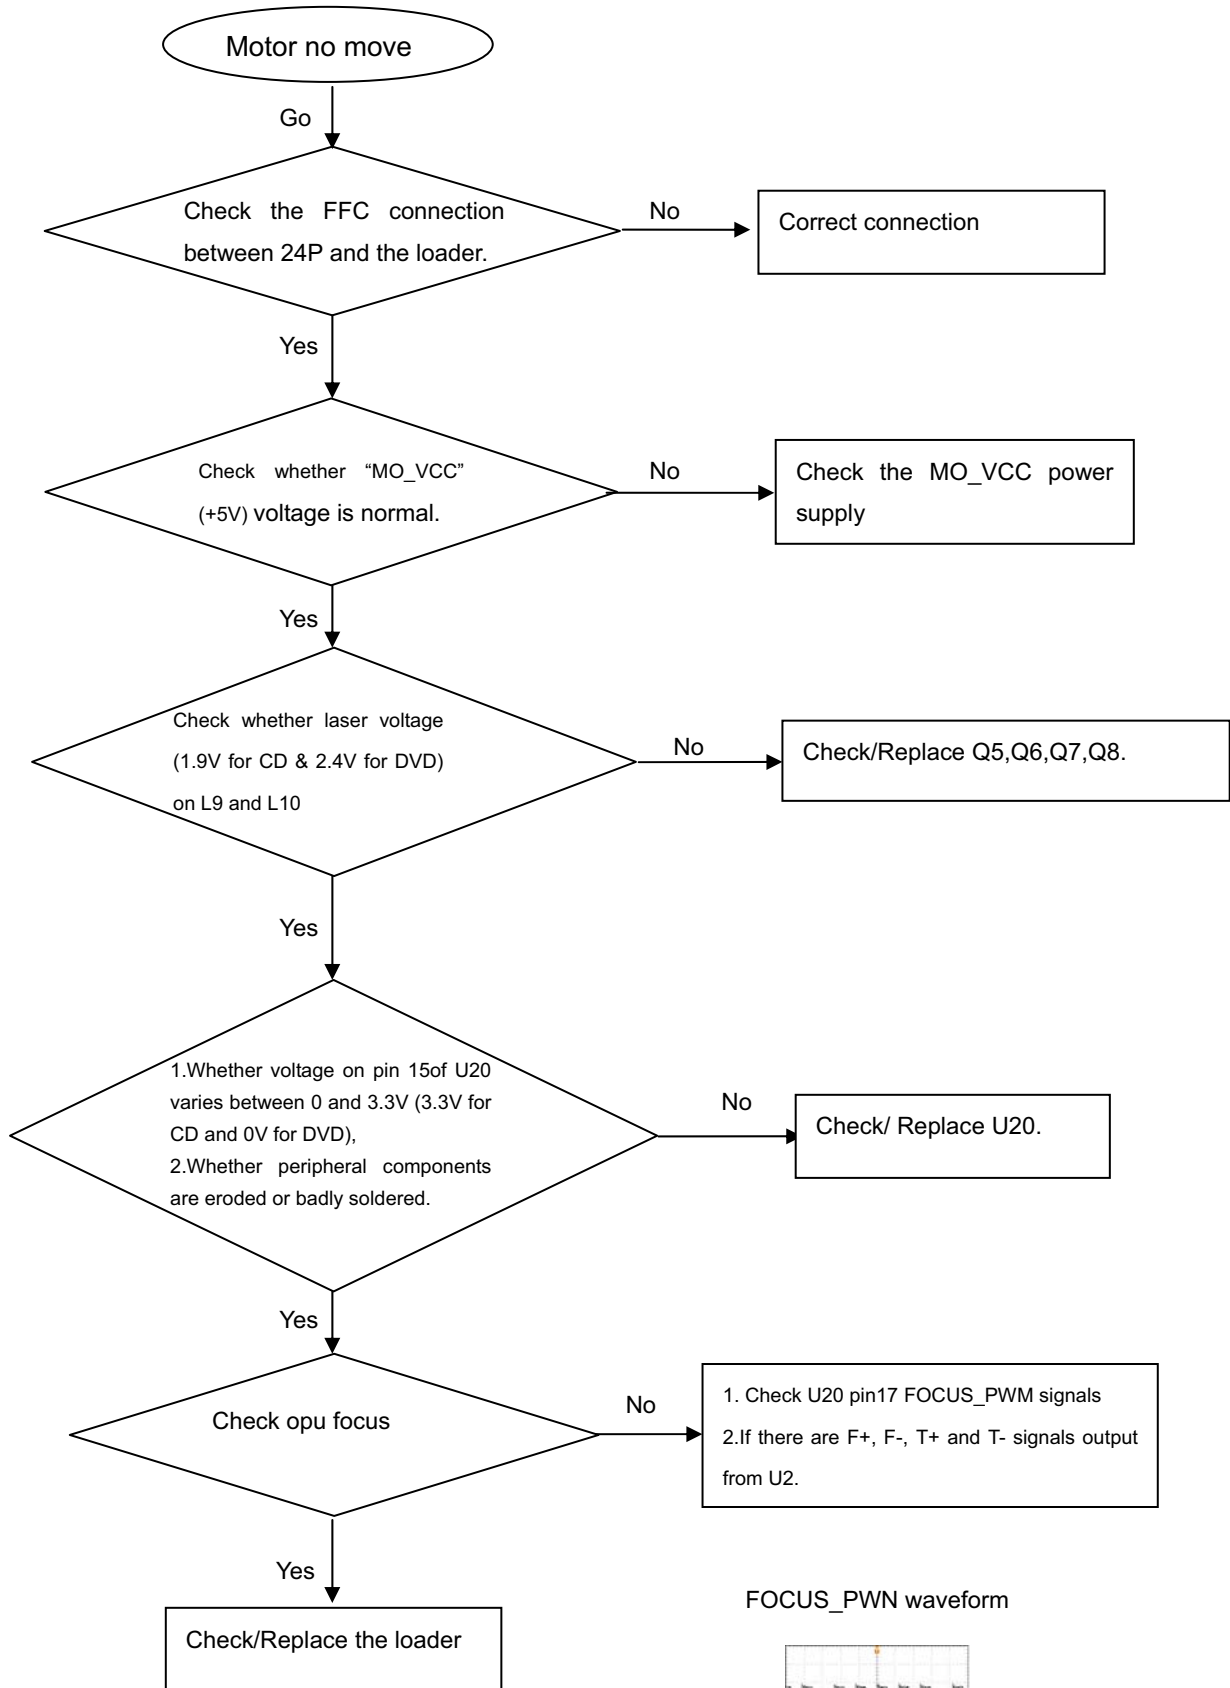 Motor no move
Go
Check the FFC connection
between 24P and the loader.
No
Correct connection
Yes
Check whether “MO_VCC”
(+5V) voltage is normal.
No
Check the MO_VCC power
supply
Yes
Check whether laser voltage
(1.9V for CD & 2.4V for DVD)
on L9 and L10
No
Check/Replace Q5,Q6,Q7,Q8.
Yes
1.Whether voltage on pin 15of U20
varies between 0 and 3.3V (3.3V for
CD and 0V for DVD),
2.Whether peripheral components
are eroded or badly soldered.
No
Check/ Replace U20.
Yes
Check opu focus
No
1. Check U20 pin17 FOCUS_PWM signals
2.If there are F+, F-, T+ and T- signals output
from U2.
Yes
Check/Replace the loader
FOCUS_PWN waveform